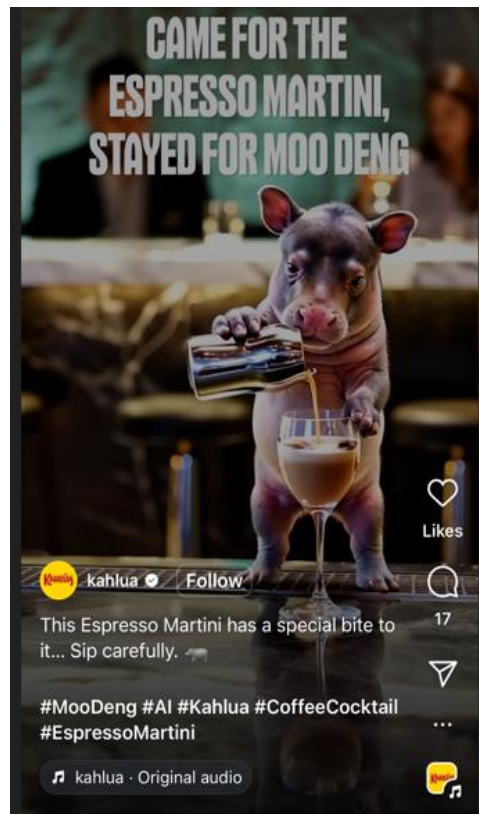 CAME FOR THE
ESPRESSO MARTINI,
STAYED FOR MOO DENG
Kahlúa
kahlua
Follow
Likes
17
This Espresso Martini has a special bite to
it... Sip carefully. 🦛
#MooDeng #AI #Kahlua #CoffeeCocktail
#EspressoMartini
kahlua · Original audio